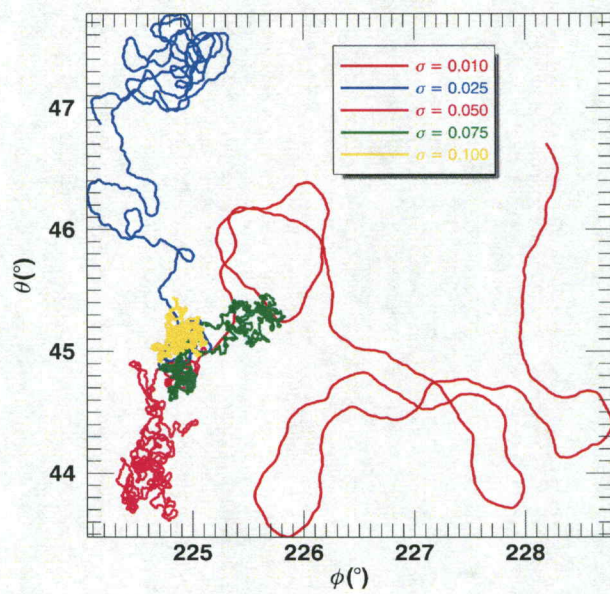 σ = 0.010
σ = 0.025
σ = 0.050
σ = 0.075
σ = 0.100
47
46
45
44
θ(°)
225 226 227 228
ϕ(°)